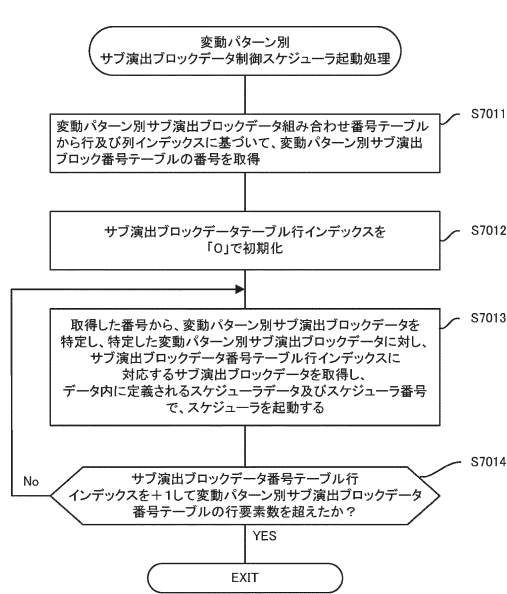 変動パターン別
サブ演出ブロックデータ制御スケジューラ起動処理
S7011
変動パターン別サブ演出ブロックデータ組み合わせ番号テーブル
から行及び列インデックスに基づいて、変動パターン別サブ演出
ブロック番号テーブルの番号を取得
S7012
サブ演出ブロックデータテーブル行インデックスを
「0」で初期化
S7013
取得した番号から、変動パターン別サブ演出ブロックデータを
特定し、特定した変動パターン別サブ演出ブロックデータに対し、
サブ演出ブロックデータ番号テーブル行インデックスに
対応するサブ演出ブロックデータを取得し、
データ内に定義されるスケジューラデータ及びスケジューラ番号
で、スケジューラを起動する
S7014
No
サブ演出ブロックデータ番号テーブル行
インデックスを+1して変動パターン別サブ演出ブロックデータ
番号テーブルの行要素数を超えたか？
YES
EXIT